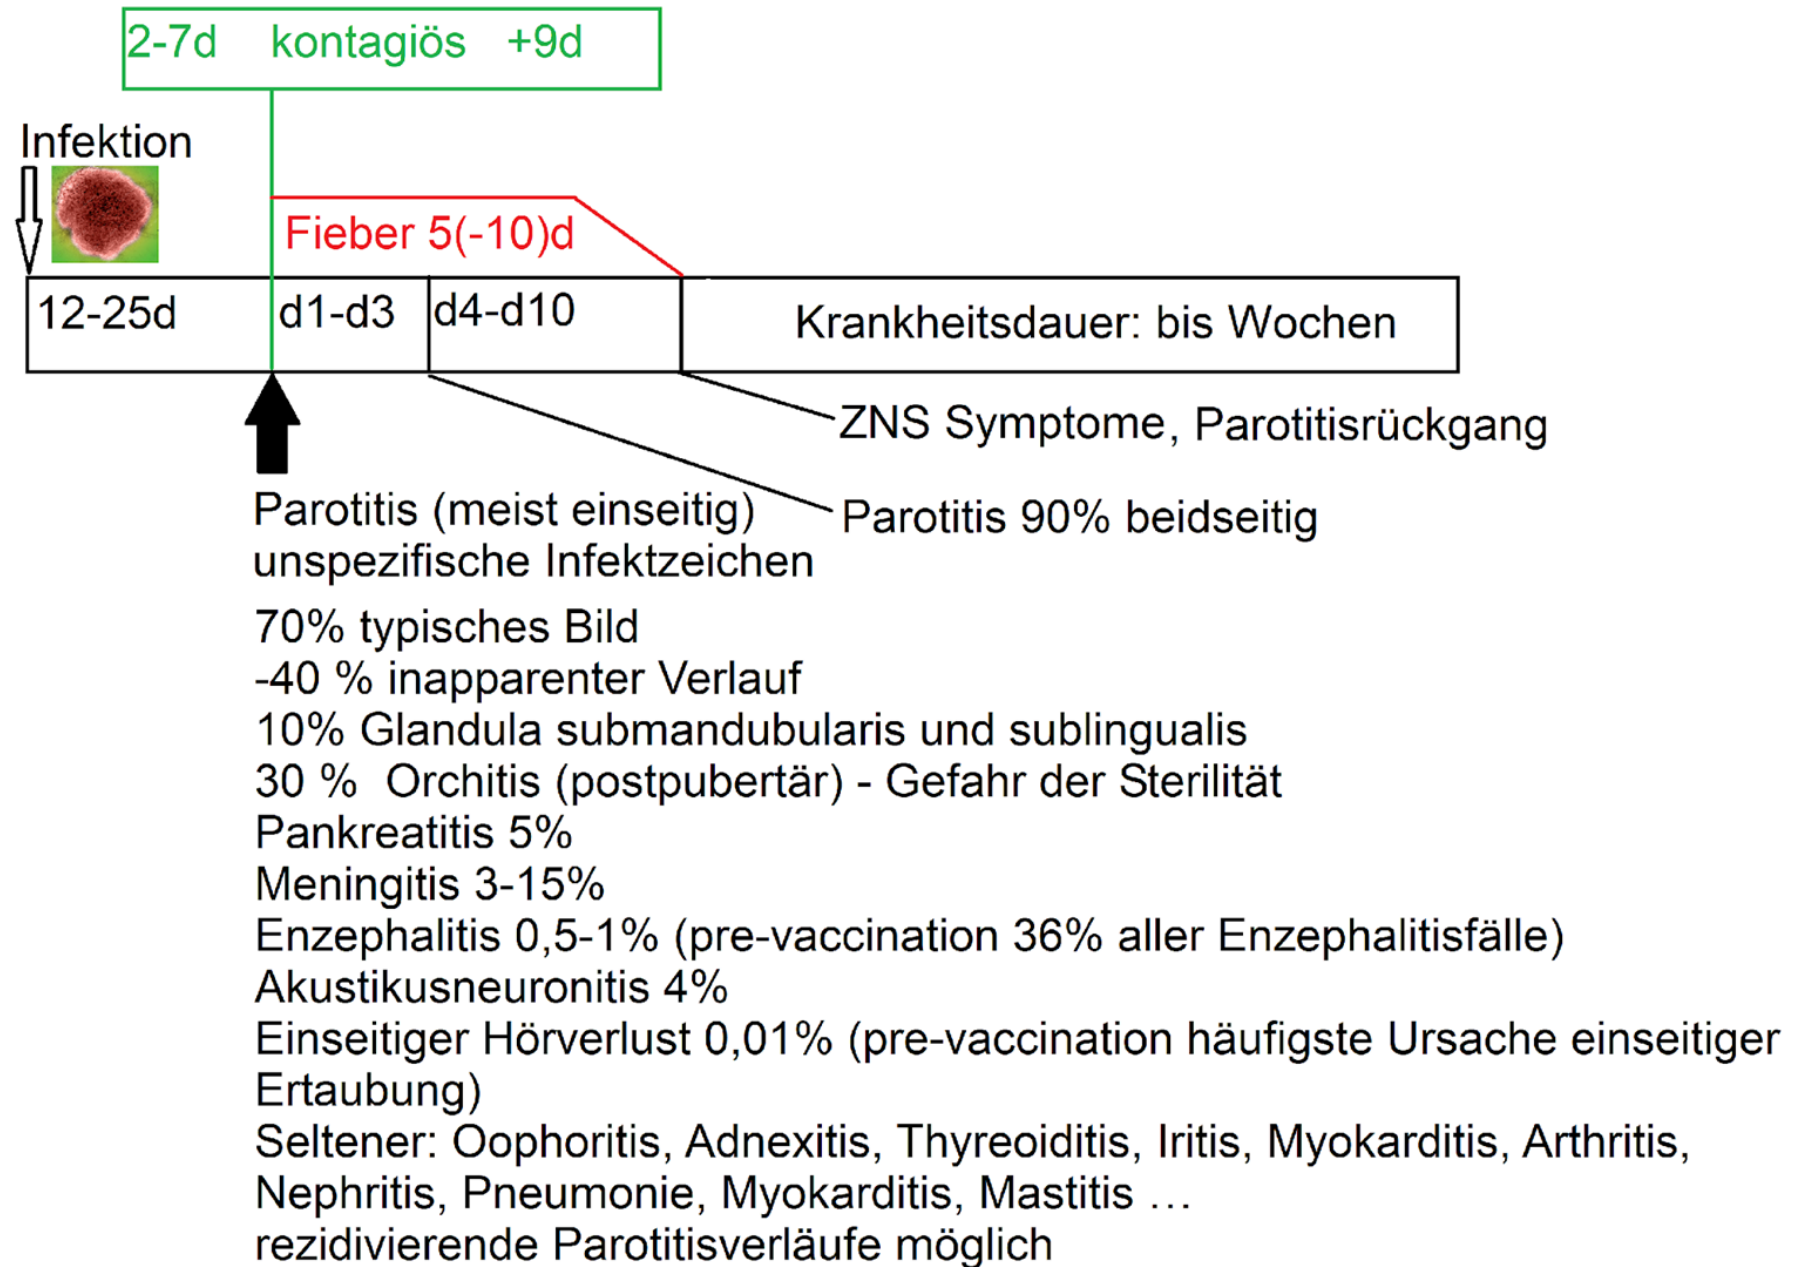 2-7d kontagiös +9d
Infektion
Fieber 5(-10)d
12-25d d1-d3 d4-d10 Krankheitsdauer: bis Wochen
ZNS Symptome, Parotitisrückgang
Parotitis (meist einseitig) Parotitis 90% beidseitig
unspezifische Infektzeichen
70% typisches Bild
-40 % inapparenter Verlauf
10% Glandula submandubularis und sublingualis
30 % Orchitis (postpubertär) - Gefahr der Sterilität
Pankreatitis 5%
Meningitis 3-15%
Enzephalitis 0,5-1% (pre-vaccination 36% aller Enzephalitisfälle)
Akustikusneuronitis 4%
Einseitiger Hörverlust 0,01% (pre-vaccination häufigste Ursache einseitiger
Ertaubung)
Seltener: Oophoritis, Adnexitis, Thyreoiditis, Iritis, Myokarditis, Arthritis,
Nephritis, Pneumonie, Myokarditis, Mastitis …
rezidivierende Parotitisverläufe möglich